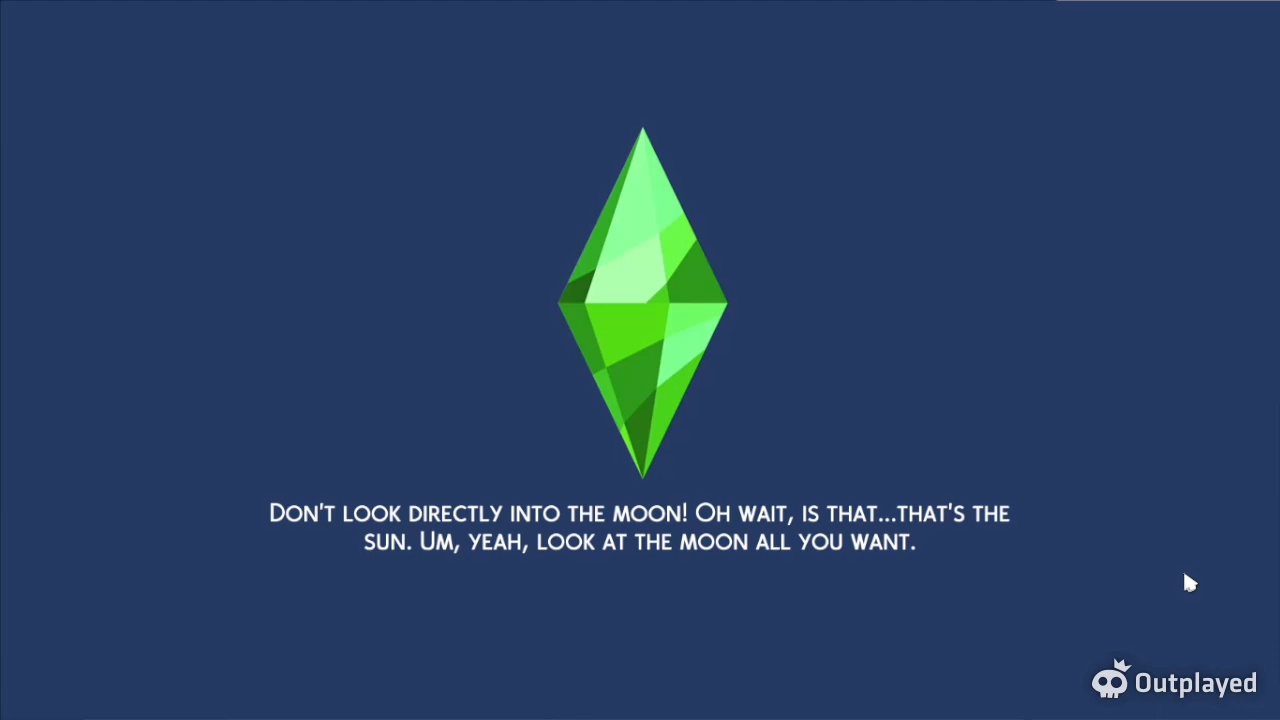 Don't look directly into the moon! Oh wait, is that...that's the
sun. Um, yeah, look at the moon all you want.
Outplayed